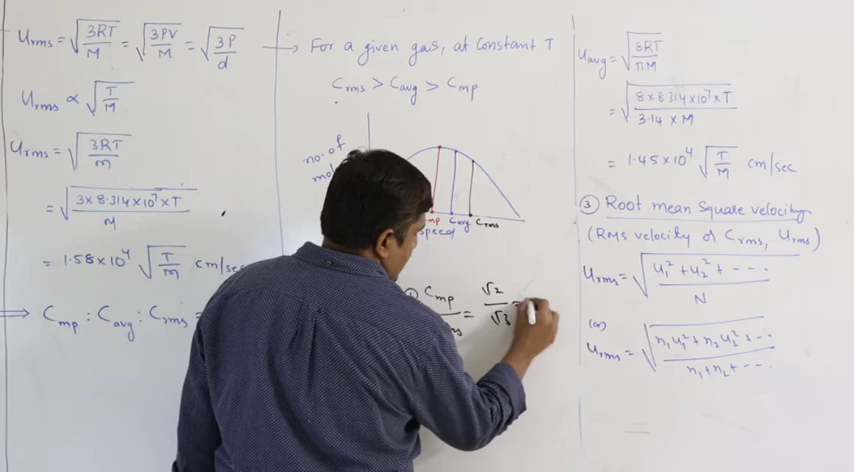 Urms = √(3RT/M) = √(3PV/M) = √(3P/d)
Urms ∝ √(T/M)
Urms = √(3RT/m)
= √(3×8.314×10⁷×T/M)
= 1.58×10⁴ √(T/M) cm/sec
⇒ Cmp : Cavg : Crms =
→ For a given gas, at constant T
Crms > Cavg > Cmp
no. of
mol
mp Cavg Crms
speed
① Cmp/ms = √2/√3 =
Uavg = √(8RT/πM)
= √(8×8.314×10⁷×T/3.14×M)
= 1.45×10⁴ √(T/M) cm/sec
③ Root mean Square velocity
(RMS velocity of Crms, Urms)
Urms = √(u₁²+u₂²+---/N)
(or)
Urms = √(n₁u₁²+n₂u₂²+--/n₁+n₂+---)